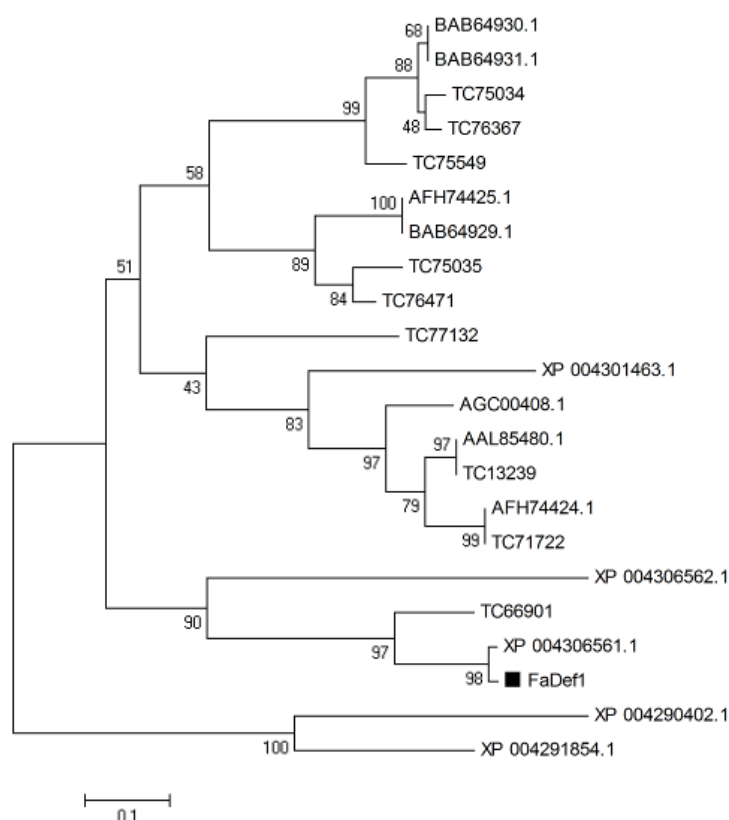 68
BAB64930.1
BAB64931.1
88
TC75034
99
48
TC76367
TC75549
58
AFH74425.1
100
BAB64929.1
89
TC75035
51
84
TC76471
TC77132
43
XP 004301463.1
83
AGC00408.1
97
AAL85480.1
97
TC13239
79
AFH74424.1
99
TC71722
XP 004306562.1
90
TC66901
97
XP 004306561.1
98
FaDef1
XP 004290402.1
100
XP 004291854.1
0.1